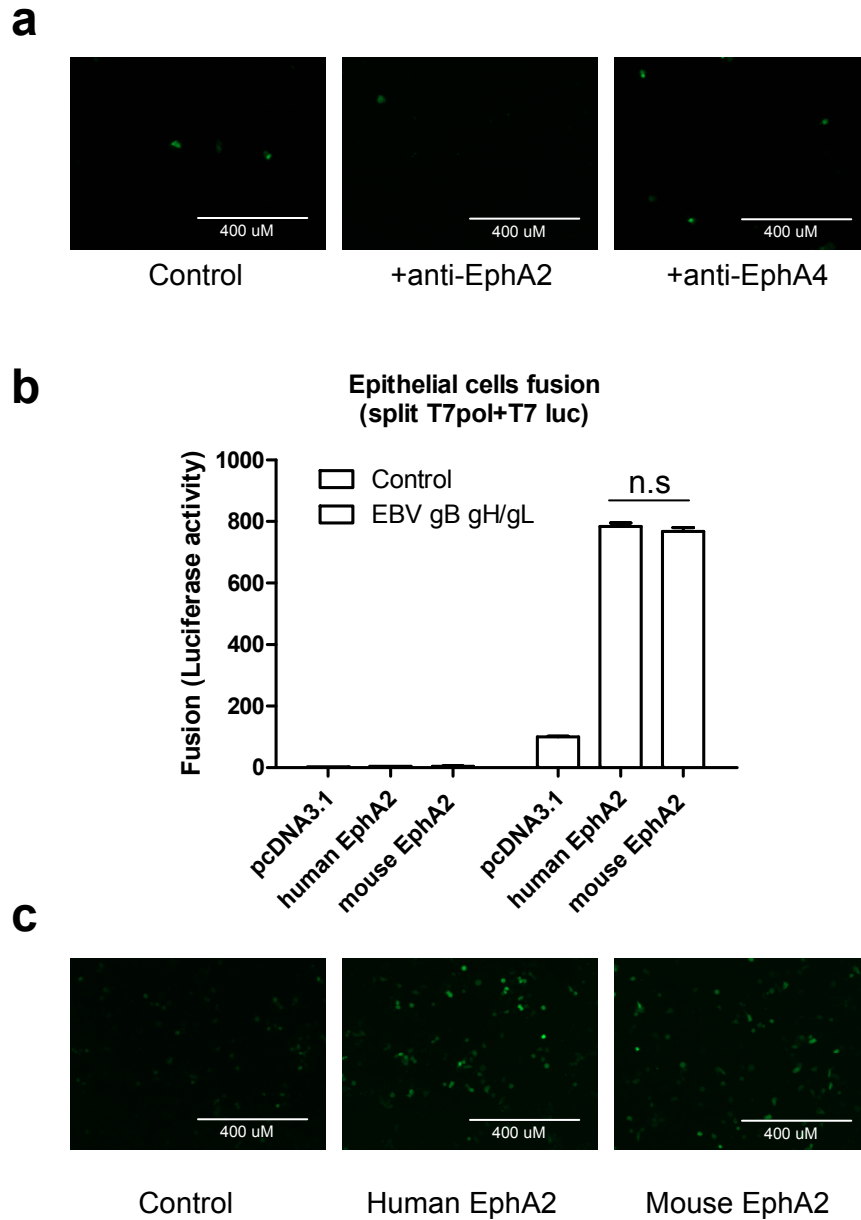 a
400 uM
400 uM
400 uM
Control
+anti-EphA2
+anti-EphA4
b
Epithelial cells fusion
(split T7pol+T7 luc)
Fusion (Luciferase activity)
1000
800
600
400
200
0
Control
EBV gB gH/gL
n.s
pcDNA3.1
human EphA2
mouse EphA2
pcDNA3.1
human EphA2
mouse EphA2
c
400 uM
400 uM
400 uM
Control
Human EphA2
Mouse EphA2